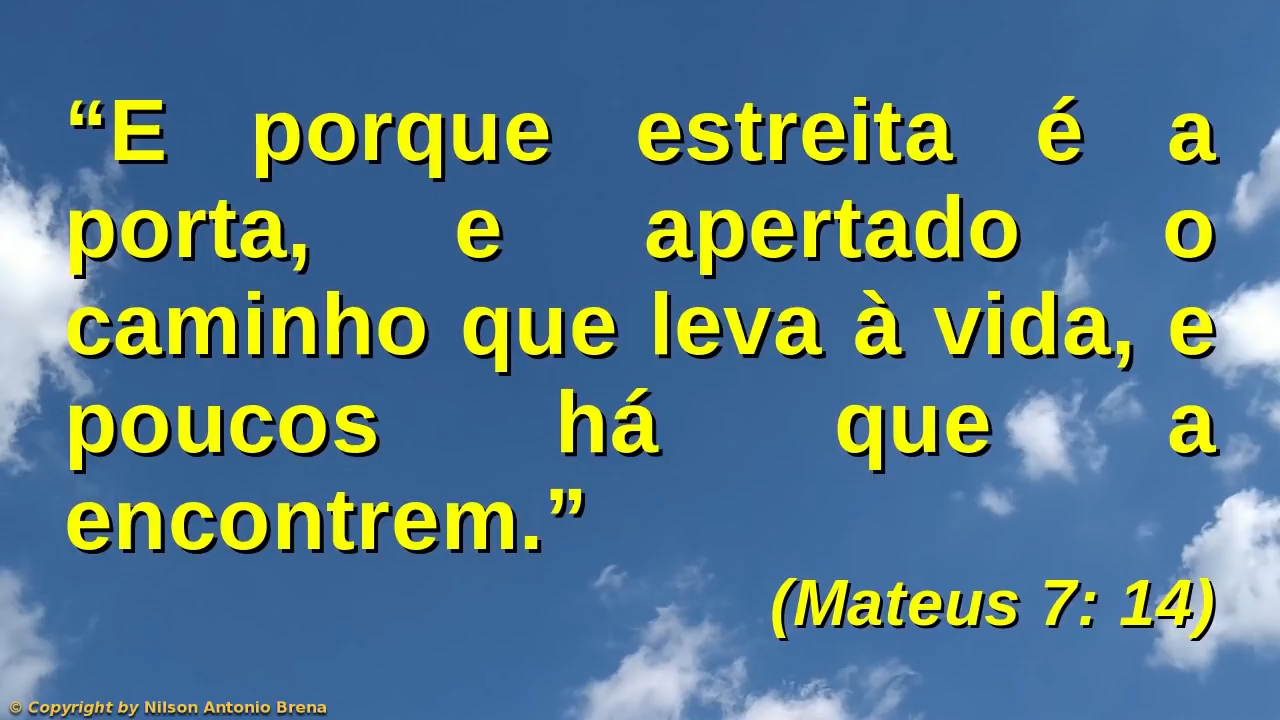 “E porque estreita é a
porta, e apertado o
caminho que leva à vida, e
poucos há que a
encontrem.”
(Mateus 7: 14)
© Copyright by Nilson Antonio Brena